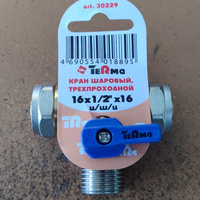 art. 30229
4 690554 018895
TERma
КРАН ШАРОВЫЙ,
ТРЕХПРОХОДНОЙ
16x1/2"x16
ц/ш/ц
TERma